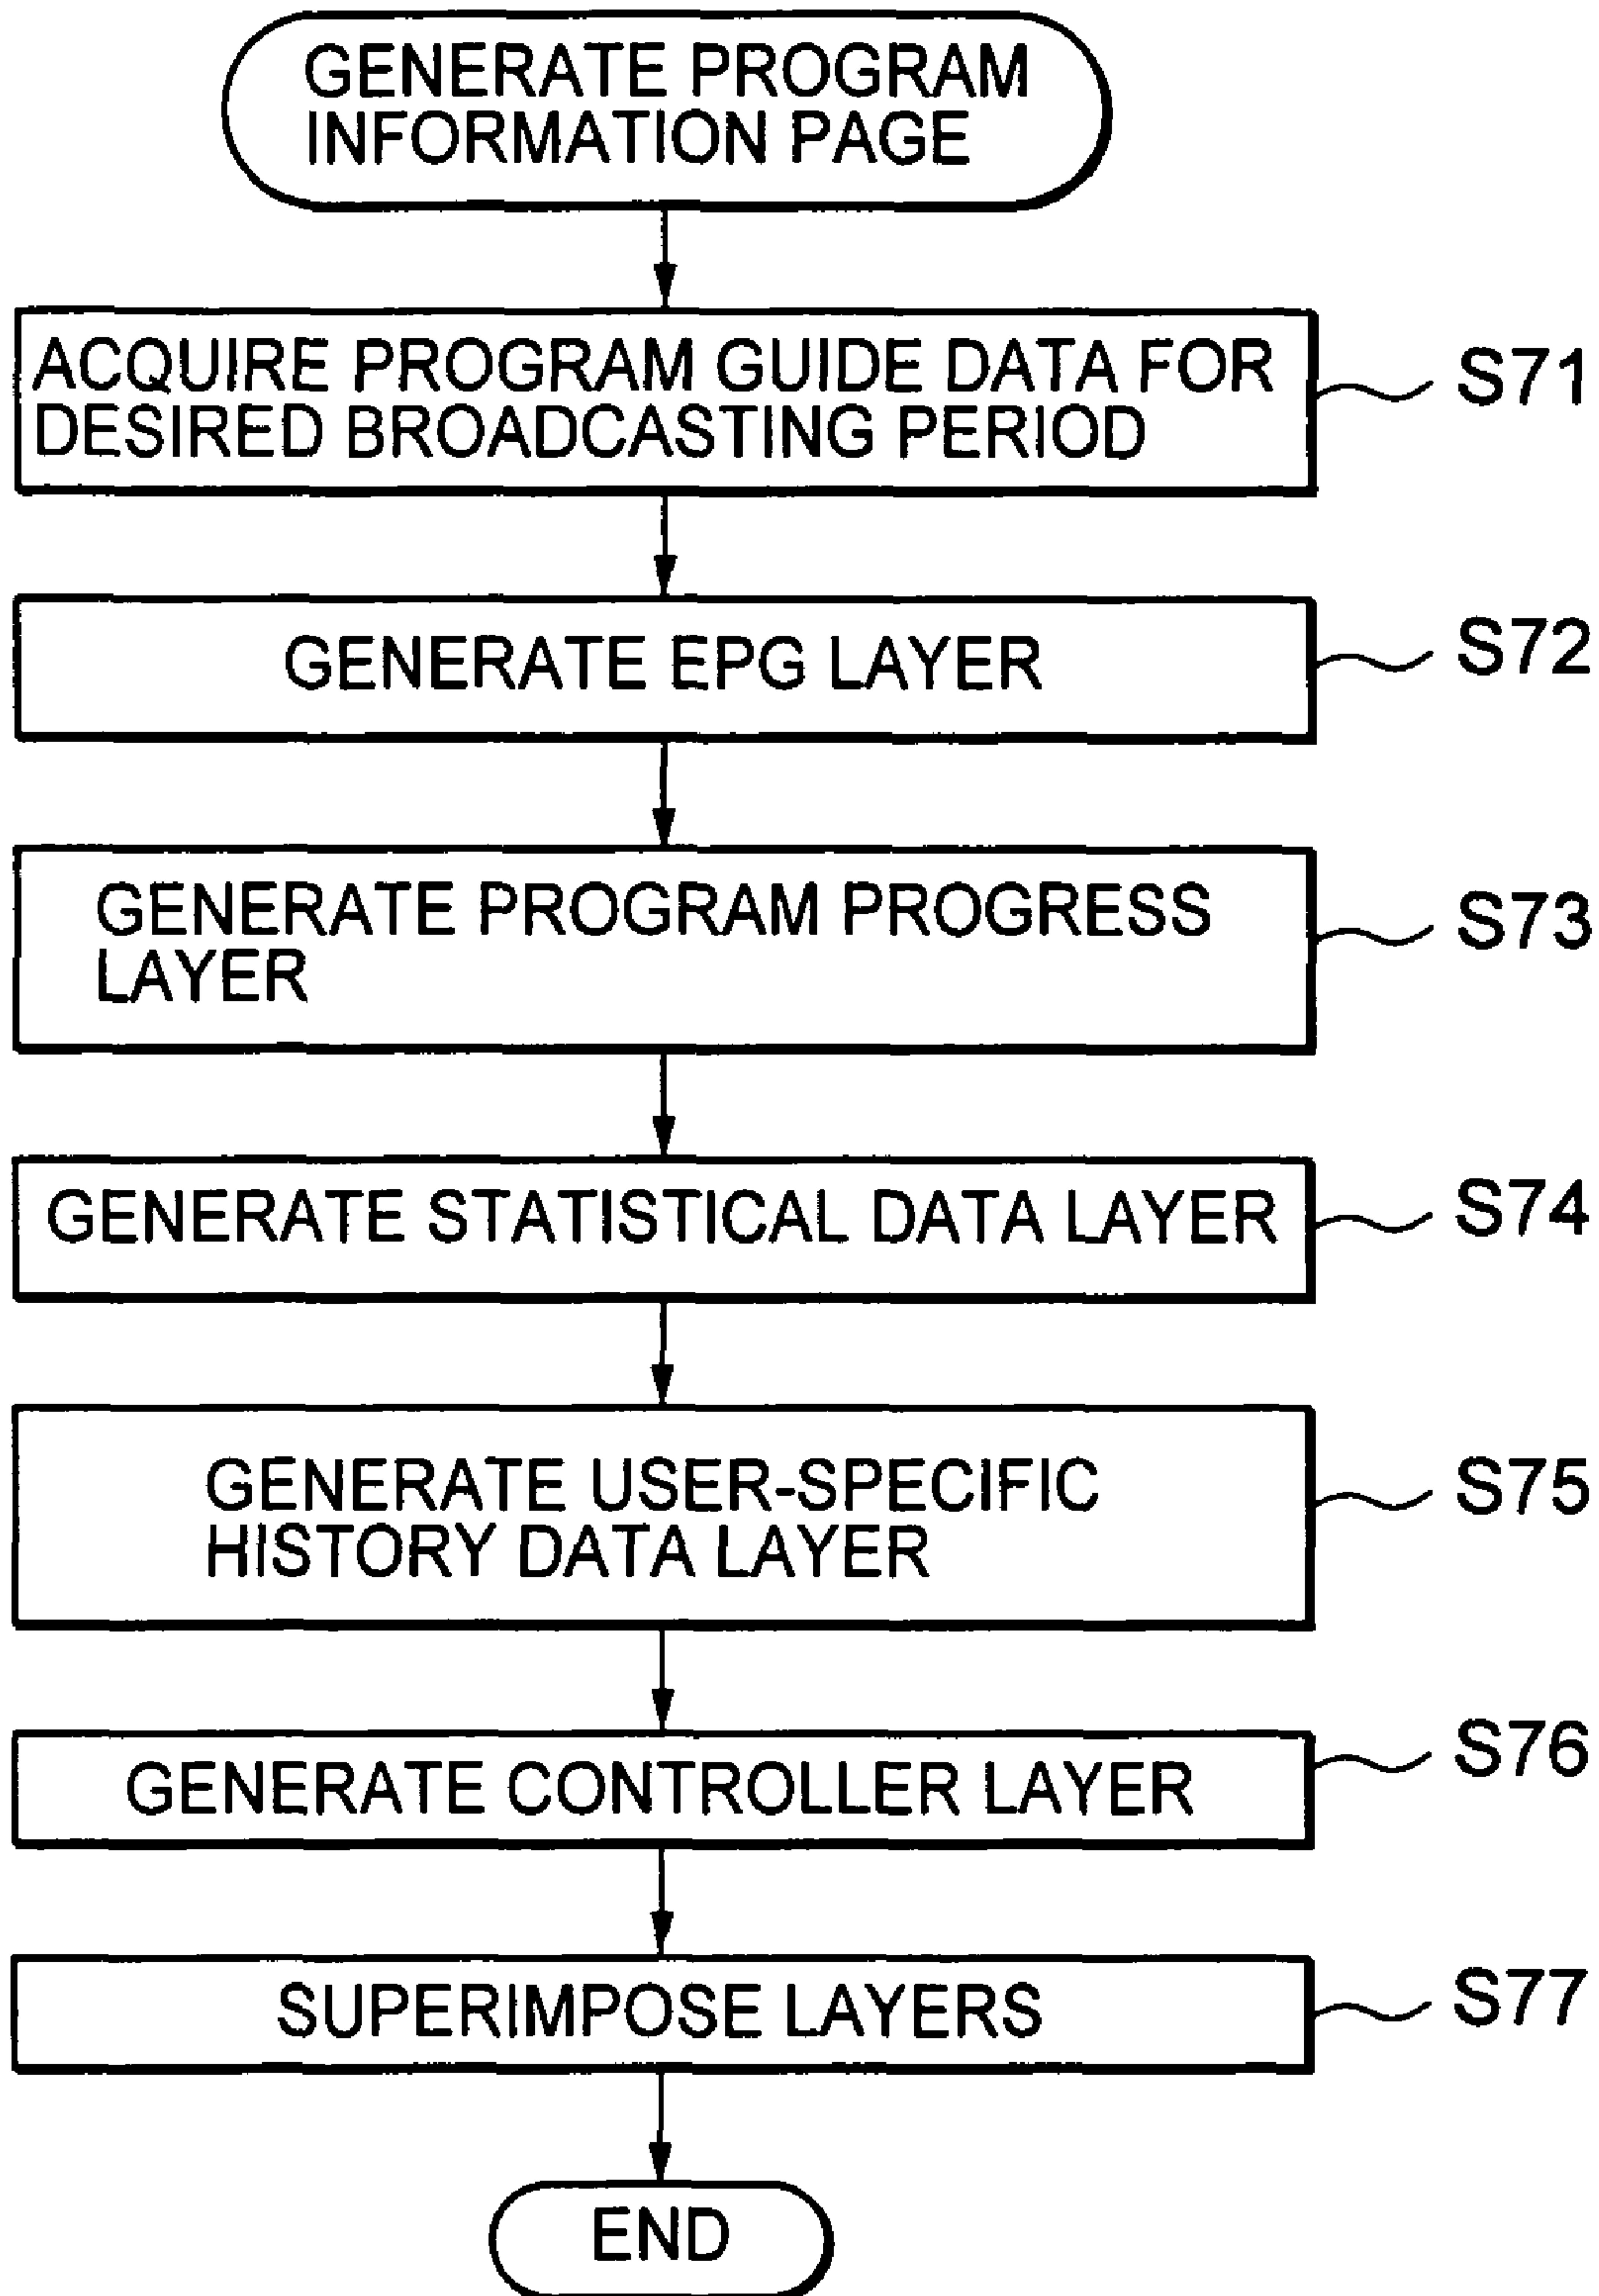 GENERATE PROGRAM
INFORMATION PAGE
ACQUIRE PROGRAM GUIDE DATA FOR
DESIRED BROADCASTING PERIOD
S71
GENERATE EPG LAYER
S72
GENERATE PROGRAM PROGRESS
LAYER
S73
GENERATE STATISTICAL DATA LAYER
S74
GENERATE USER-SPECIFIC
HISTORY DATA LAYER
S75
GENERATE CONTROLLER LAYER
S76
SUPERIMPOSE LAYERS
S77
END